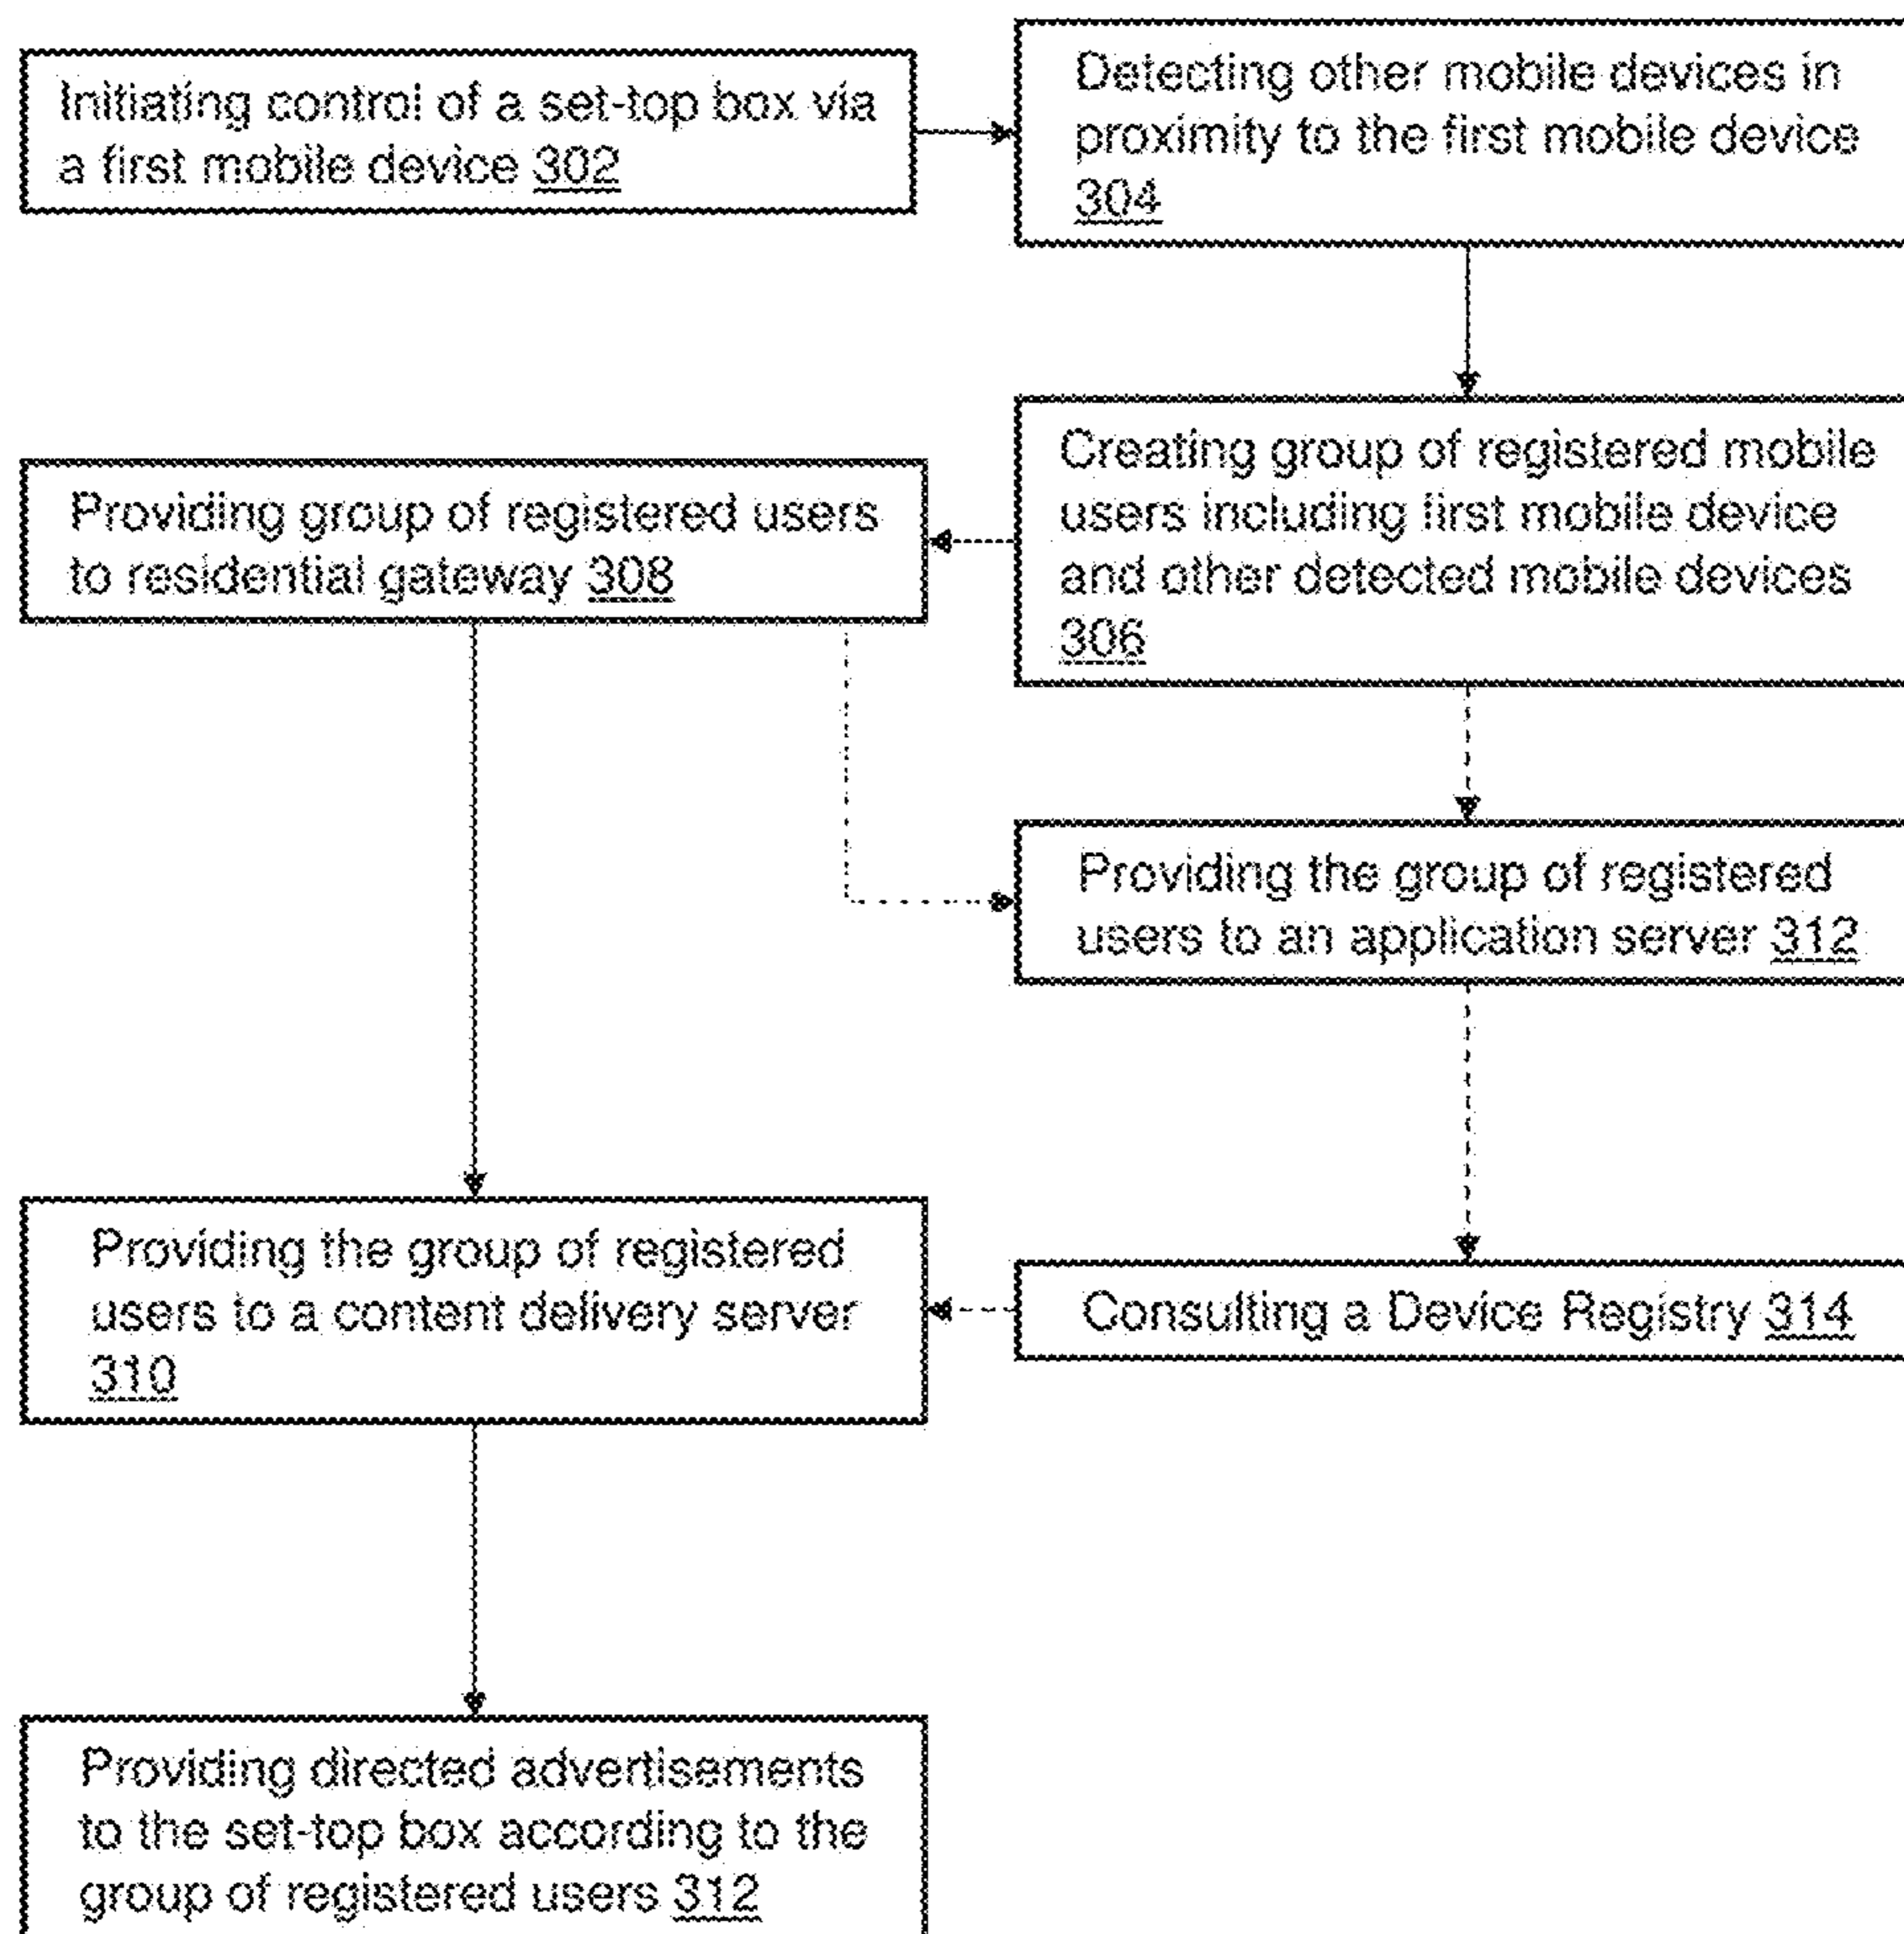 Initiating control of a set-top box via
a first mobile device 302
Detecting other mobile devices in
proximity to the first mobile device
304
Creating group of registered mobile
users including first mobile device
and other detected mobile devices
306
Providing group of registered users
to residential gateway 308
Providing the group of registered
users to an application server 312
Providing the group of registered
users to a content delivery server
310
Consulting a Device Registry 314
Providing directed advertisements
to the set-top box according to the
group of registered users 312